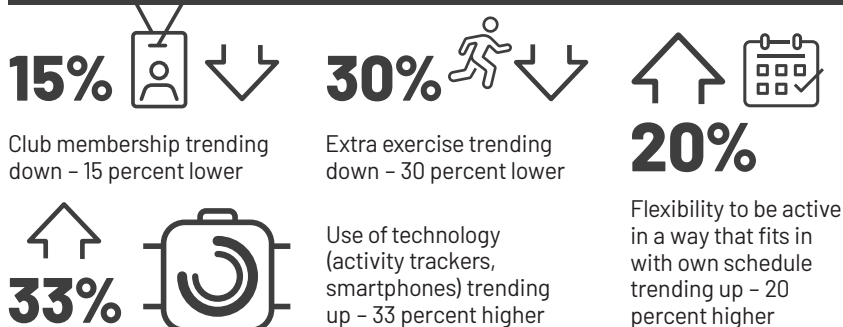 15%
Club membership trending
down – 15 percent lower
30%
Extra exercise trending
down – 30 percent lower
20%
Flexibility to be active
in a way that fits in
with own schedule
trending up – 20
percent higher
33%
Use of technology
(activity trackers,
smartphones) trending
up – 33 percent higher